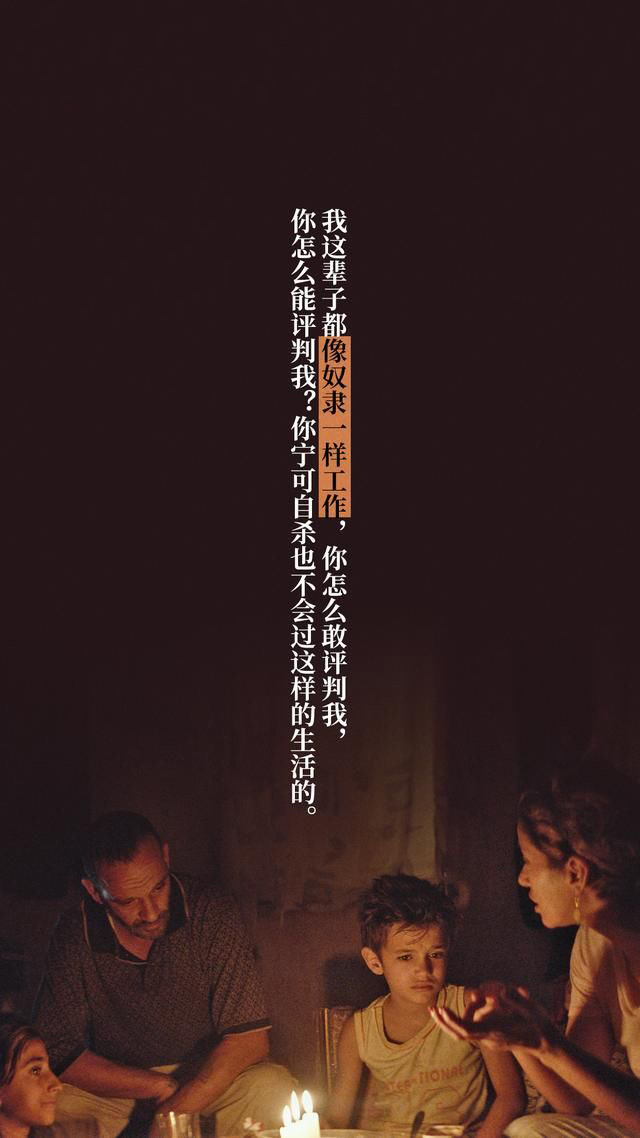 我这辈子都像奴隶一样工作，你怎么敢评判我，
你怎么能评判我？你宁可自杀也不会过这样的生活的。
INTERNATIONAL